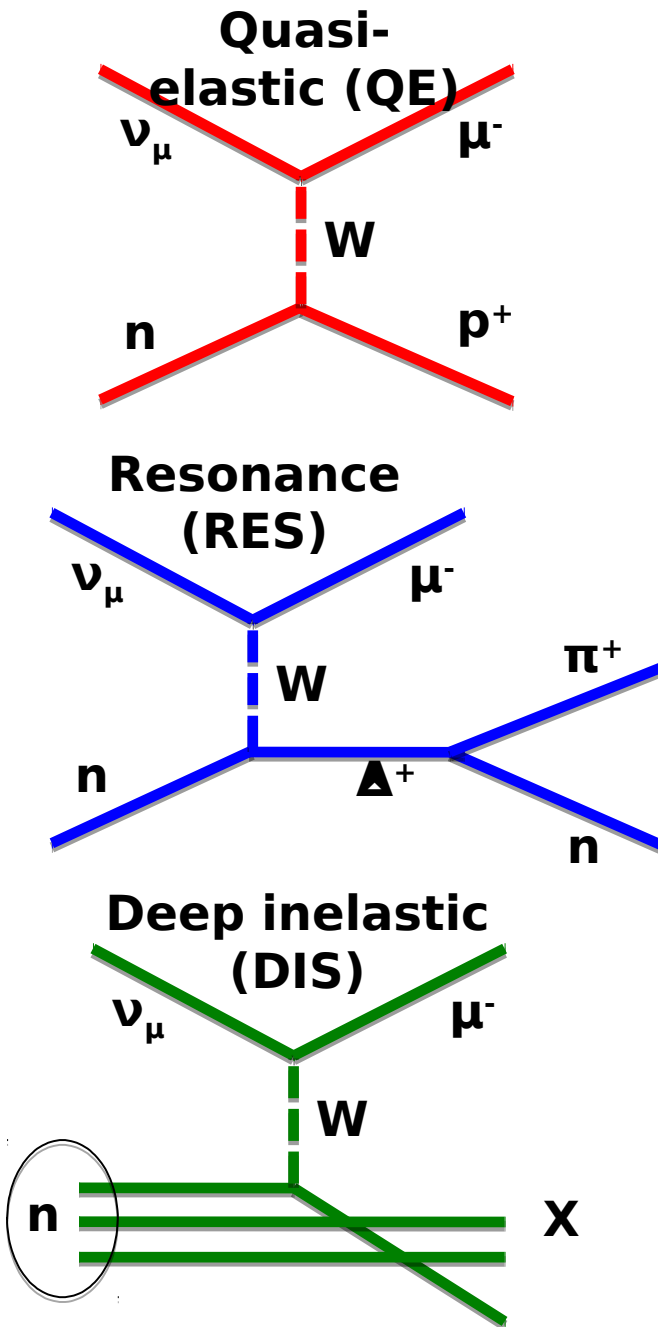 Quasi-
elastic (QE)
νμ
μ-
W
n
p+
Resonance
(RES)
νμ
μ-
π+
W
n
Δ+
n
Deep inelastic
(DIS)
νμ
μ-
W
n
X